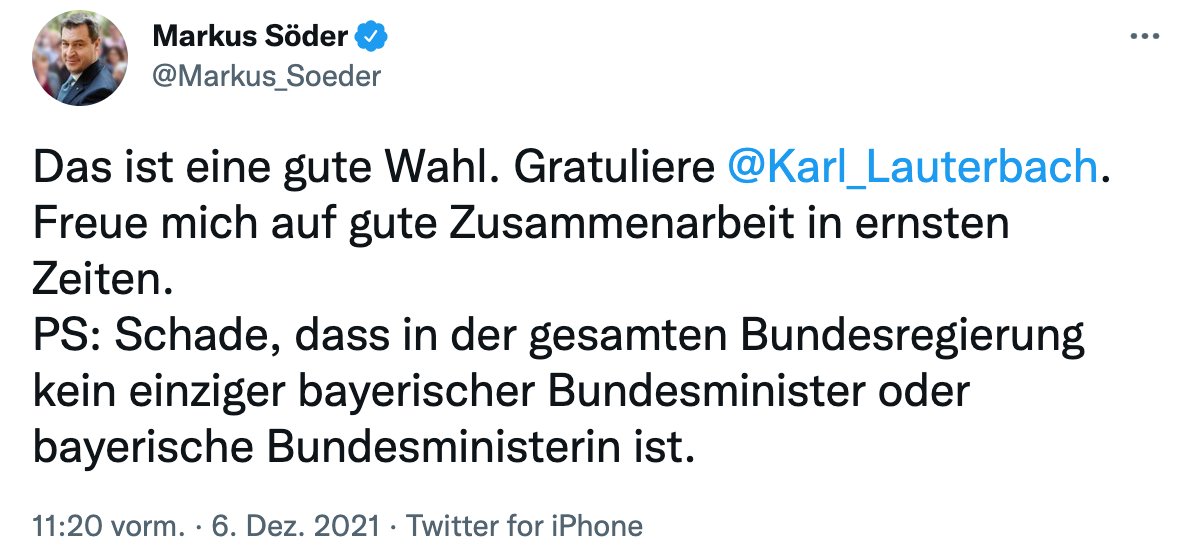 Markus Söder
@Markus_Soeder
Das ist eine gute Wahl. Gratuliere @Karl_Lauterbach.
Freue mich auf gute Zusammenarbeit in ernsten
Zeiten.
PS: Schade, dass in der gesamten Bundesregierung
kein einziger bayerischer Bundesminister oder
bayerische Bundesministerin ist.
11:20 vorm. · 6. Dez. 2021 · Twitter for iPhone